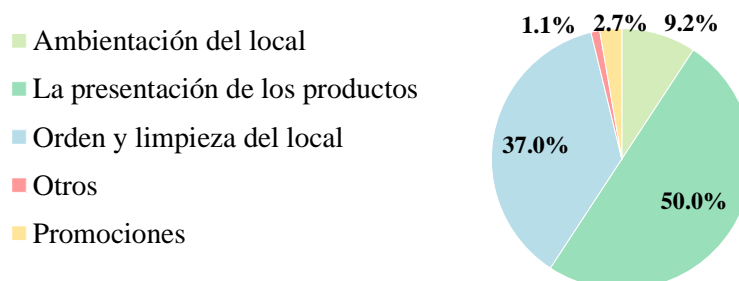 Ambientación del local
La presentación de los productos
Orden y limpieza del local
Otros
Promociones
1.1%
2.7%
9.2%
37.0%
50.0%